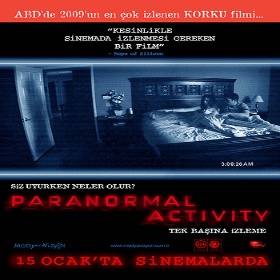 ABD'de 2009'un en çok izlenen KORKU filmi...
"KESİNLİKLE
SİNEMADA İZLENMESİ GEREKEN
BİR FİLM"
3:08:26 AM
SİZ UYURKEN NELER OLUR?
PARANORMAL
ACTIVITY
TEK BAŞINA İZLEME
15 OCAK'TA SİNEMALARDA